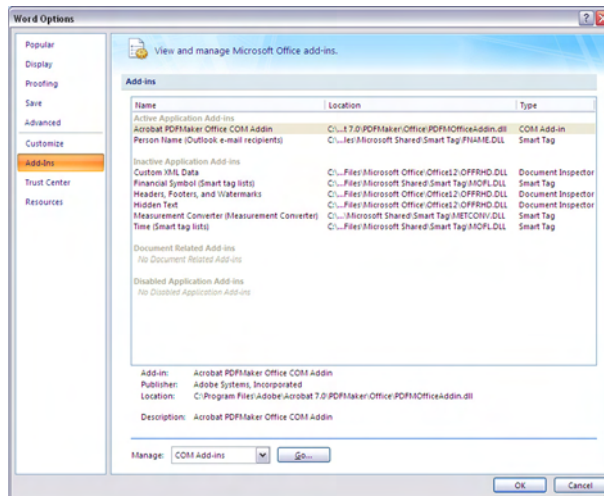 Word Options
Popular
Display
Proofing
Save
Advanced
Customize
Add-Ins
Trust Center
Resources
View and manage Microsoft Office add-ins.
Add-ins
Name Location Type
Active Application Add-ins
Acrobat PDFMaker Office COM Addin C:\...t 7.0\PDFMaker\Office\PDFMOfficeAddin.dll COM Add-in
Person Name (Outlook e-mail recipients) C:\...les\Microsoft Shared\Smart Tag\FNAME.DLL Smart Tag
Inactive Application Add-ins
Custom XML Data C:\...Files\Microsoft Office\Office12\OFFRHD.DLL Document Inspector
Financial Symbol (Smart tag lists) C:\...Files\Microsoft Shared\Smart Tag\MOFL.DLL Smart Tag
Headers, Footers, and Watermarks C:\...Files\Microsoft Office\Office12\OFFRHD.DLL Document Inspector
Hidden Text C:\...Files\Microsoft Office\Office12\OFFRHD.DLL Document Inspector
Measurement Converter (Measurement Converter) C:\...\Microsoft Shared\Smart Tag\METCONV.DLL Smart Tag
Time (Smart tag lists) C:\...Files\Microsoft Shared\Smart Tag\MOFL.DLL Smart Tag
Document Related Add-ins
No Document Related Add-ins
Disabled Application Add-ins
No Disabled Application Add-ins
Add-in: Acrobat PDFMaker Office COM Addin
Publisher: Adobe Systems, Incorporated
Location: C:\Program Files\Adobe\Acrobat 7.0\PDFMaker\Office\PDFMOfficeAddin.dll
Description: Acrobat PDFMaker Office COM Addin
Manage: COM Add-ins Go...
OK Cancel